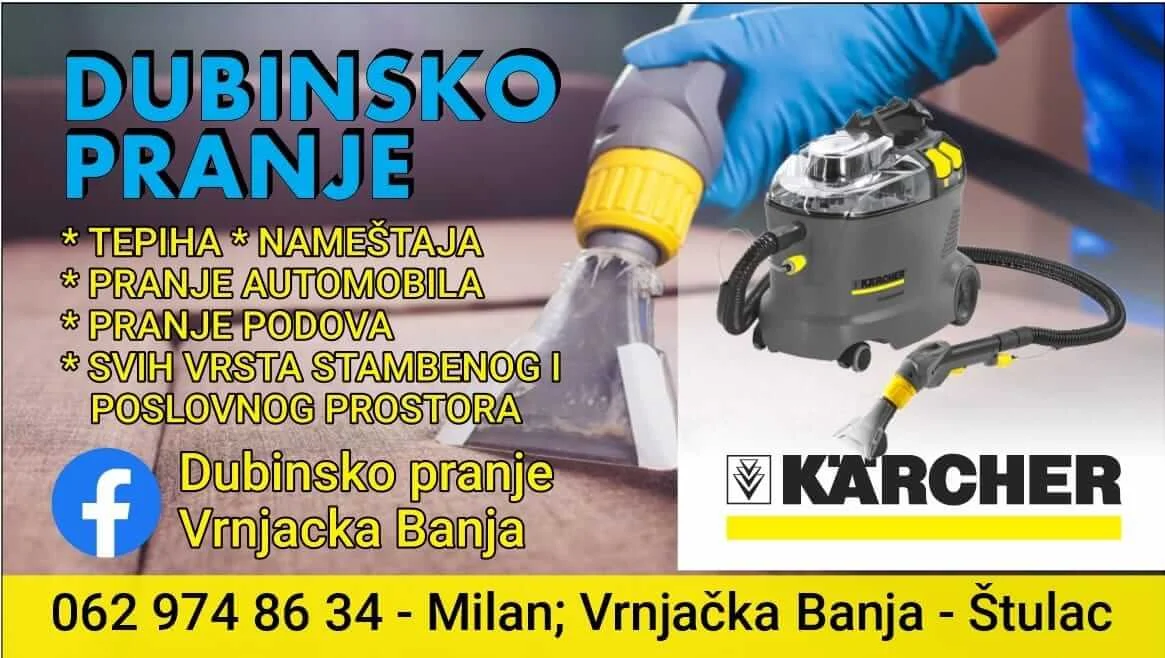 DUBINSKO
PRANJE
* TEPIHA * NAMEŠTAJA
* PRANJE AUTOMOBILA
* PRANJE PODOVA
* SVIH VRSTA STAMBENOG I
POSLOVNOG PROSTORA
Dubinsko pranje
Vrnjacka Banja
KÄRCHER
KÄRCHER
062 974 86 34 - Milan; Vrnjačka Banja - Štulac